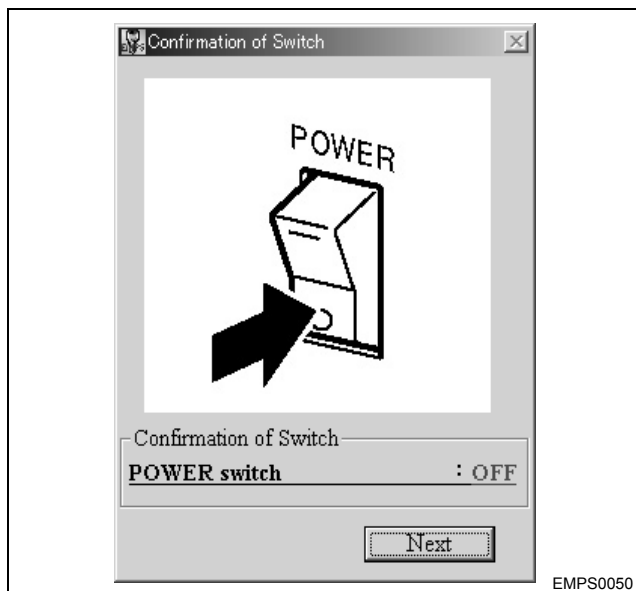 Confirmation of Switch
POWER
Confirmation of Switch
POWER switch : OFF
Next
EMPS0050